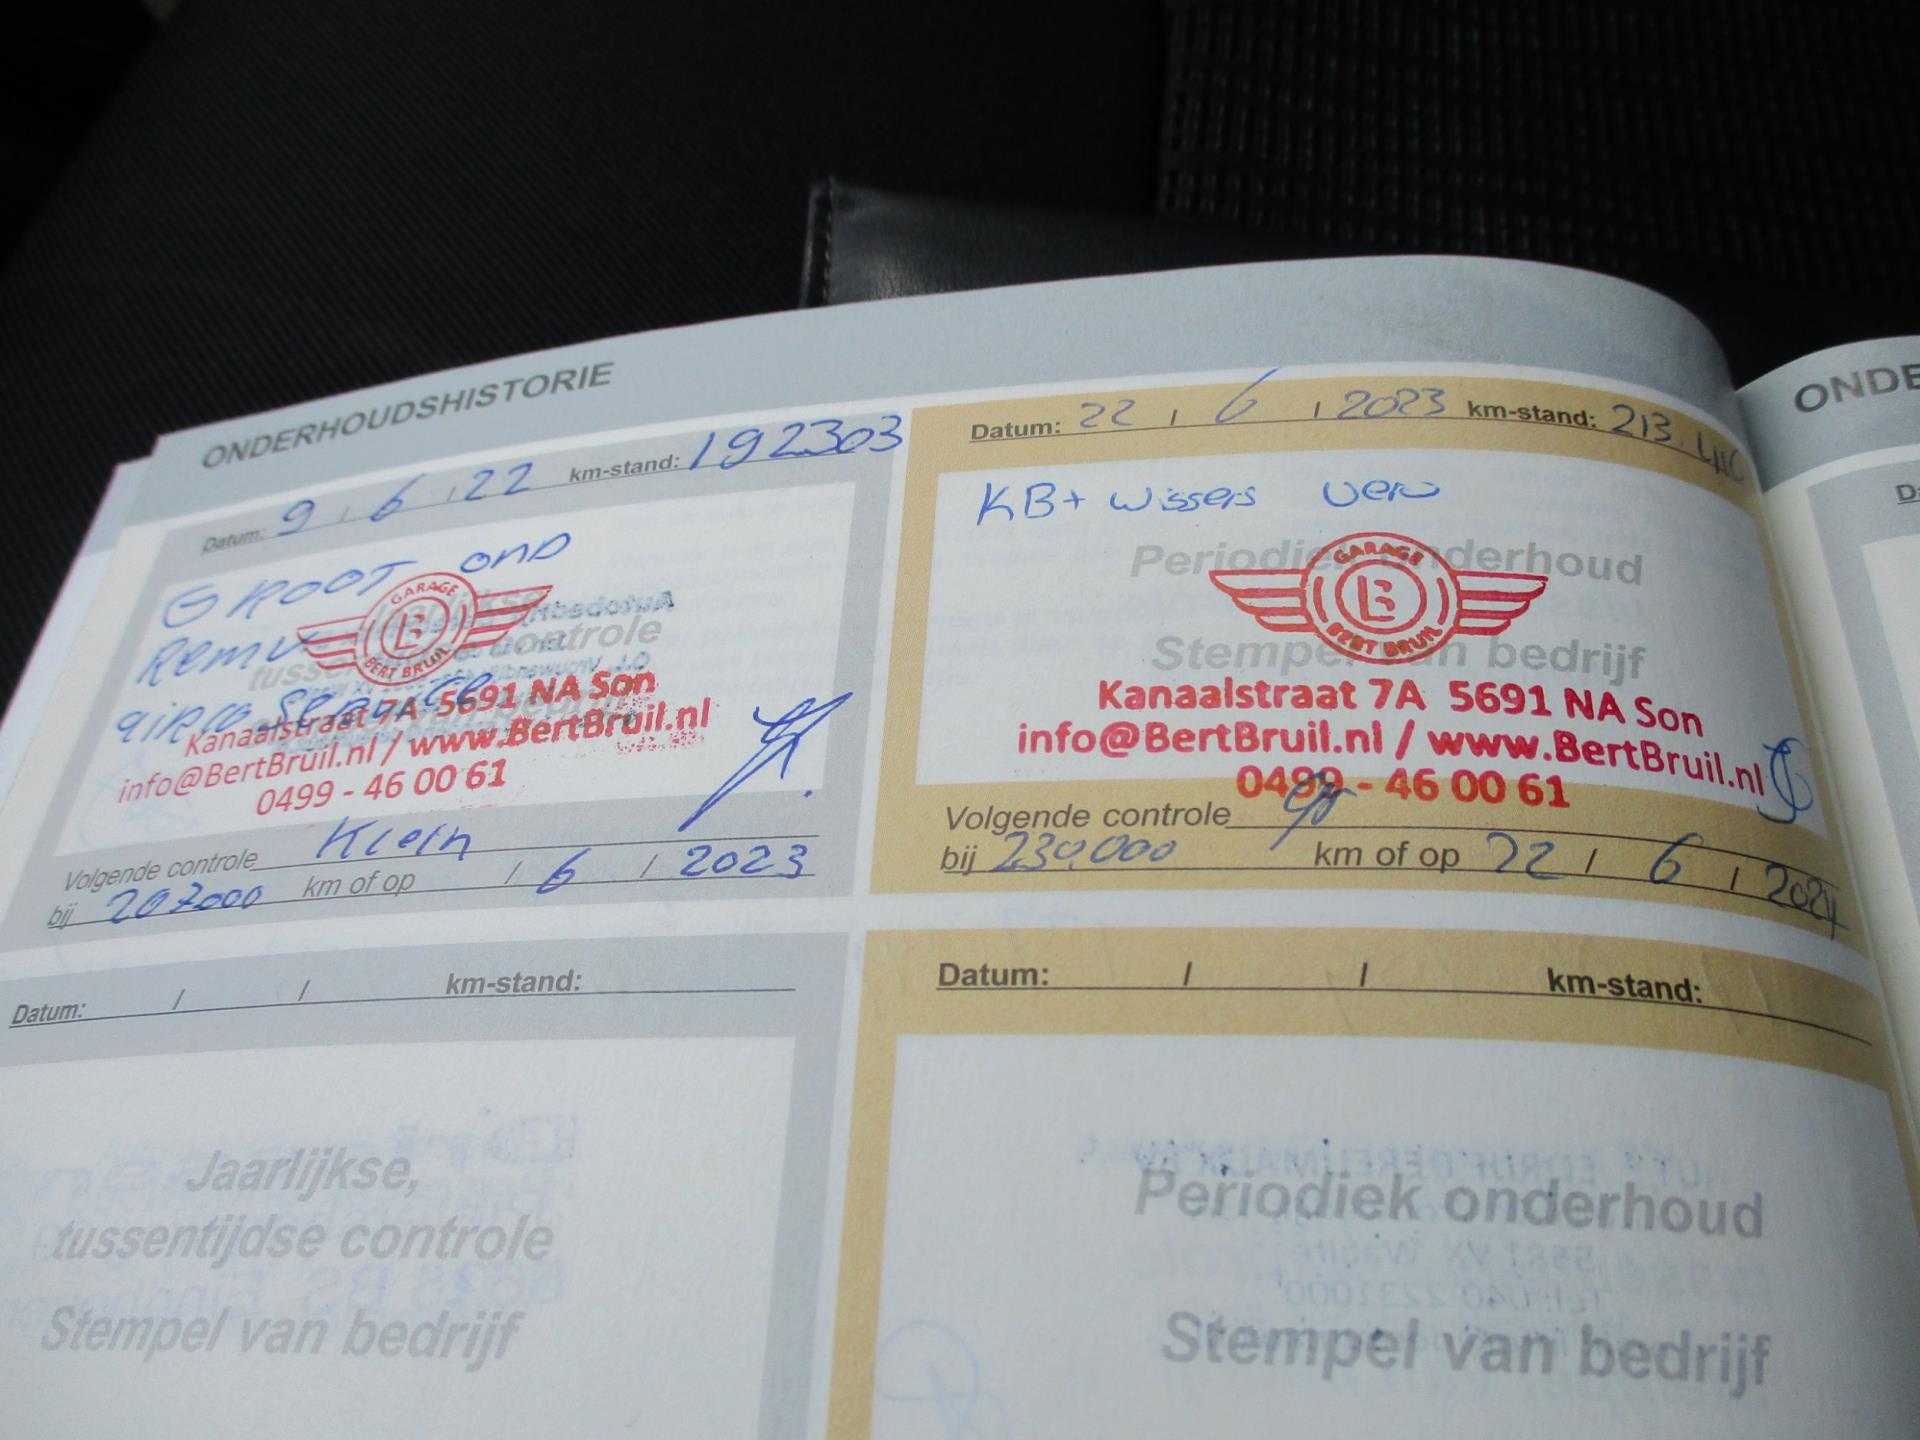 ONDERHOUDSHISTORIE
Datum: 9 / 6 / 22 km-stand: 192303
GROOT OND
REMV
airco service
GARAGE
B
BERT BRUIL
tussentijdse controle
Kanaalstraat 7A 5691 NA Son
info@BertBruil.nl / www.BertBruil.nl
0499 - 46 00 61
Volgende controle Klein
bij 207000 km of op / 6 / 2023
Datum: 22 / 6 / 2023 km-stand: 213.410
KB + wissers verv
Periodiek onderhoud
GARAGE
B
BERT BRUIL
Stempel van bedrijf
Kanaalstraat 7A 5691 NA Son
info@BertBruil.nl / www.BertBruil.nl
0499 - 46 00 61
Volgende controle gr
bij 230.000 km of op 22 / 6 / 2024
Datum: / / km-stand:
Jaarlijkse,
tussentijdse controle
Stempel van bedrijf
Datum: / / km-stand:
Periodiek onderhoud
Stempel van bedrijf
ONDE